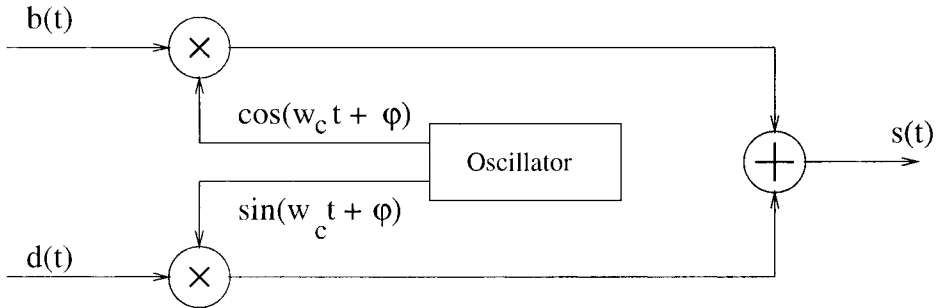 b(t)
cos(w_c t + φ)
Oscillator
s(t)
sin(w_c t + φ)
d(t)